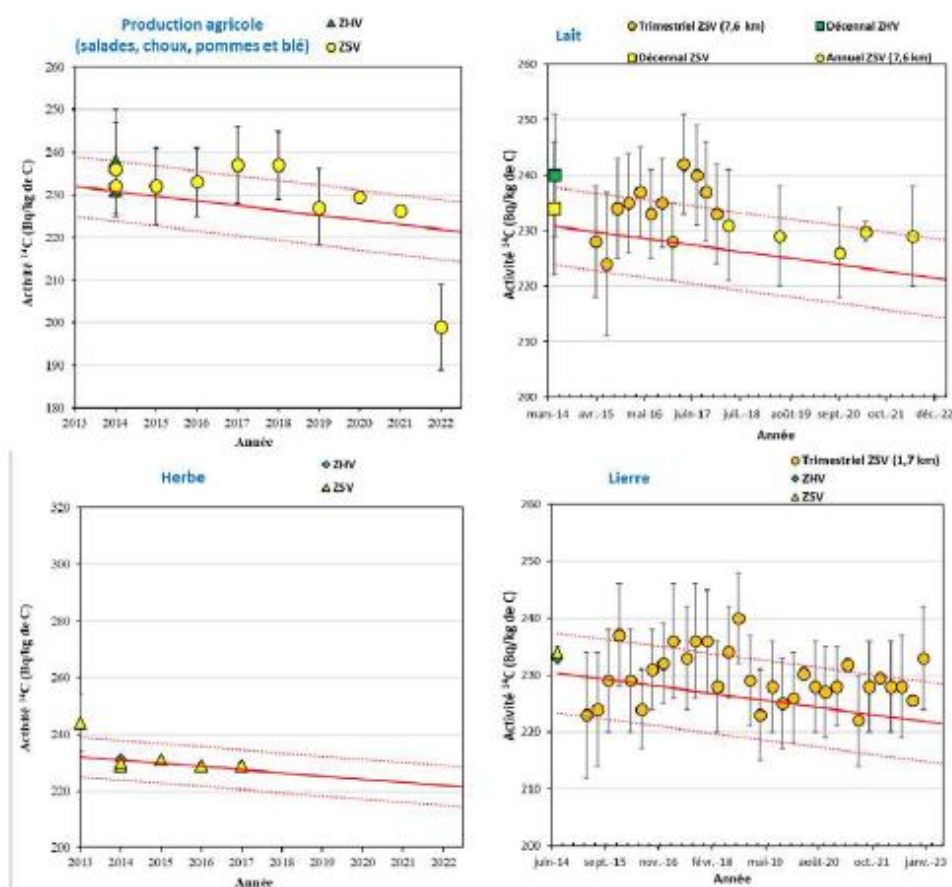 Production agricole
(salades, choux, pommes et blé)
ZHV
ZSV
Activité ¹⁴C (Bq/kg de C)
260
250
240
230
220
210
200
190
180
2013
2014
2015
2016
2017
2018
2019
2020
2021
2022
Année
Lait
Trimestriel ZSV (7,6 km)
Décennal ZHV
Décennal ZSV
Annuel ZSV (7,6 km)
Activité ¹⁴C (Bq/kg de C)
260
250
240
230
220
210
200
mars-14
avr.-15
mai-16
juin-17
juil.-18
août-19
sept.-20
oct.-21
déc.-22
Année
Herbe
ZHV
ZSV
Activité ¹⁴C (Bq/kg de C)
320
300
280
260
240
220
200
2013
2014
2015
2016
2017
2018
2019
2020
2021
2022
Année
Lierre
Trimestriel ZSV (1,7 km)
ZHV
ZSV
Activité ¹⁴C (Bq/kg de C)
260
250
240
230
220
210
200
juin-14
sept.-15
nov.-16
févr.-18
mai-19
août-20
oct.-21
janv.-23
Année